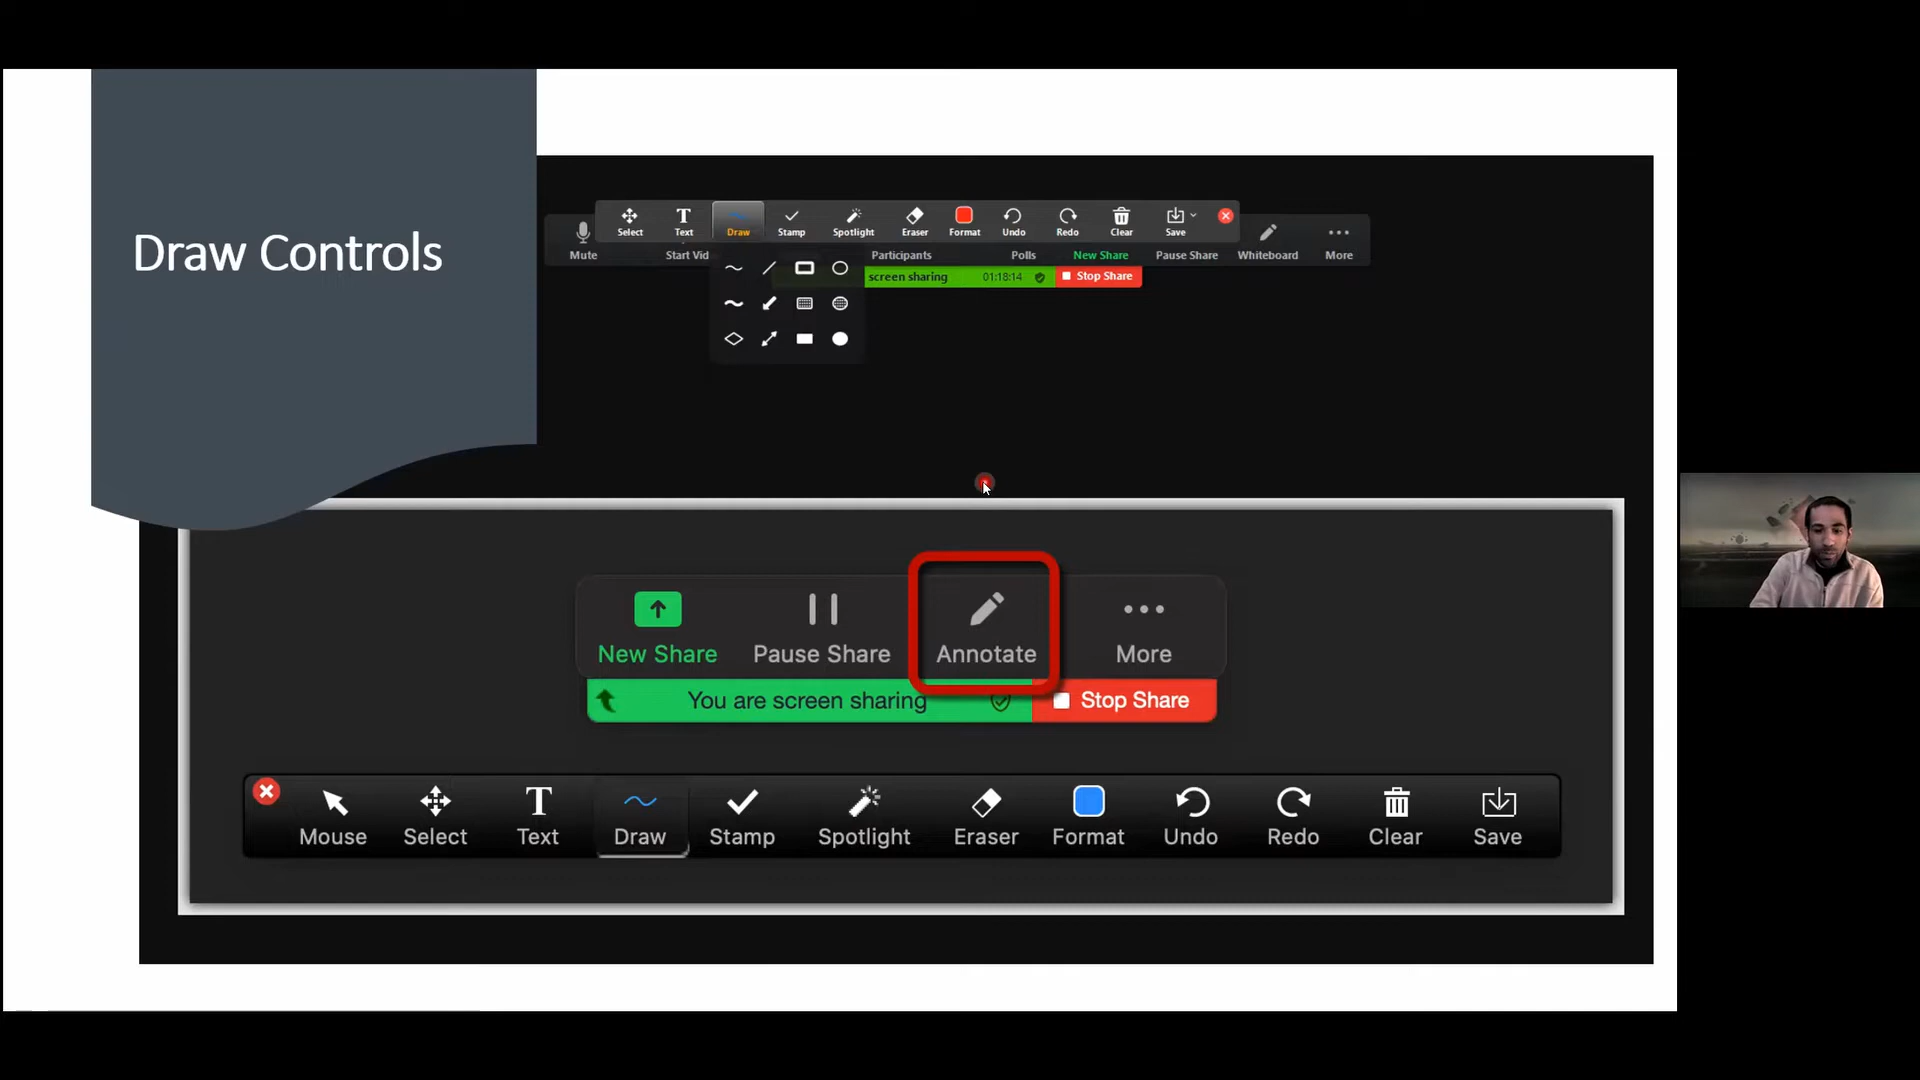 Draw Controls
Select Text Draw Stamp Spotlight Eraser Format Undo Redo Clear Save
Mute Start Vid Participants Polls New Share Pause Share Whiteboard More
screen sharing 01:18:14 Stop Share
New Share Pause Share Annotate More
You are screen sharing Stop Share
Mouse Select Text Draw Stamp Spotlight Eraser Format Undo Redo Clear Save